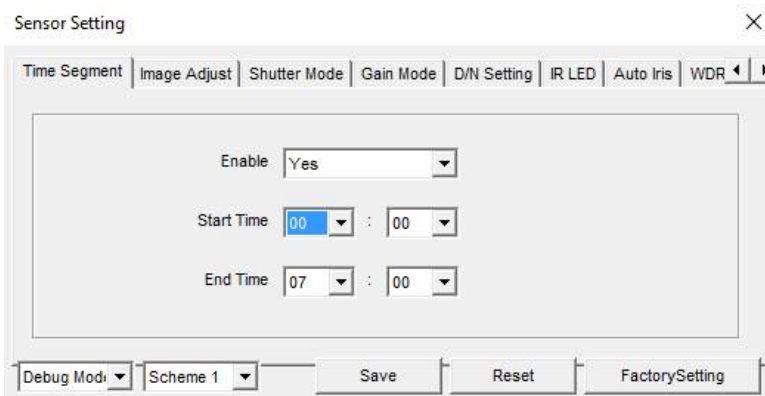 Sensor Setting
Time Segment Image Adjust Shutter Mode Gain Mode D/N Setting IR LED Auto Iris WDR
Enable Yes
Start Time 00 : 00
End Time 07 : 00
Debug Mod Scheme 1 Save Reset FactorySetting